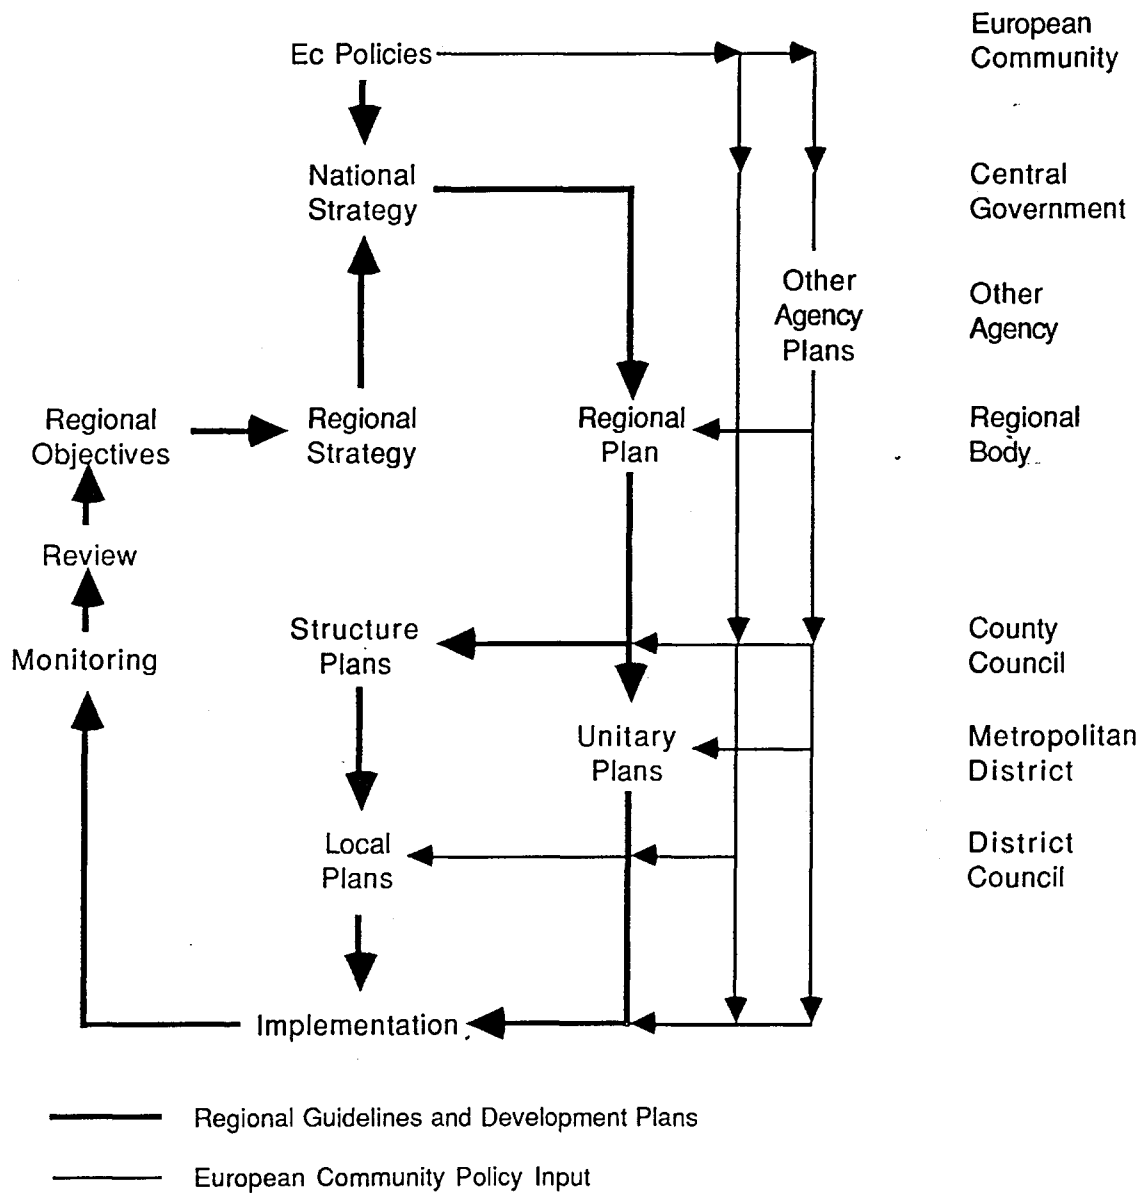 Ec Policies
European
Community
National
Strategy
Central
Government
Other
Agency
Plans
Other
Agency
Regional
Objectives
Regional
Strategy
Regional
Plan
Regional
Body
Review
Structure
Plans
County
Council
Monitoring
Unitary
Plans
Metropolitan
District
Local
Plans
District
Council
Implementation
Regional Guidelines and Development Plans
European Community Policy Input